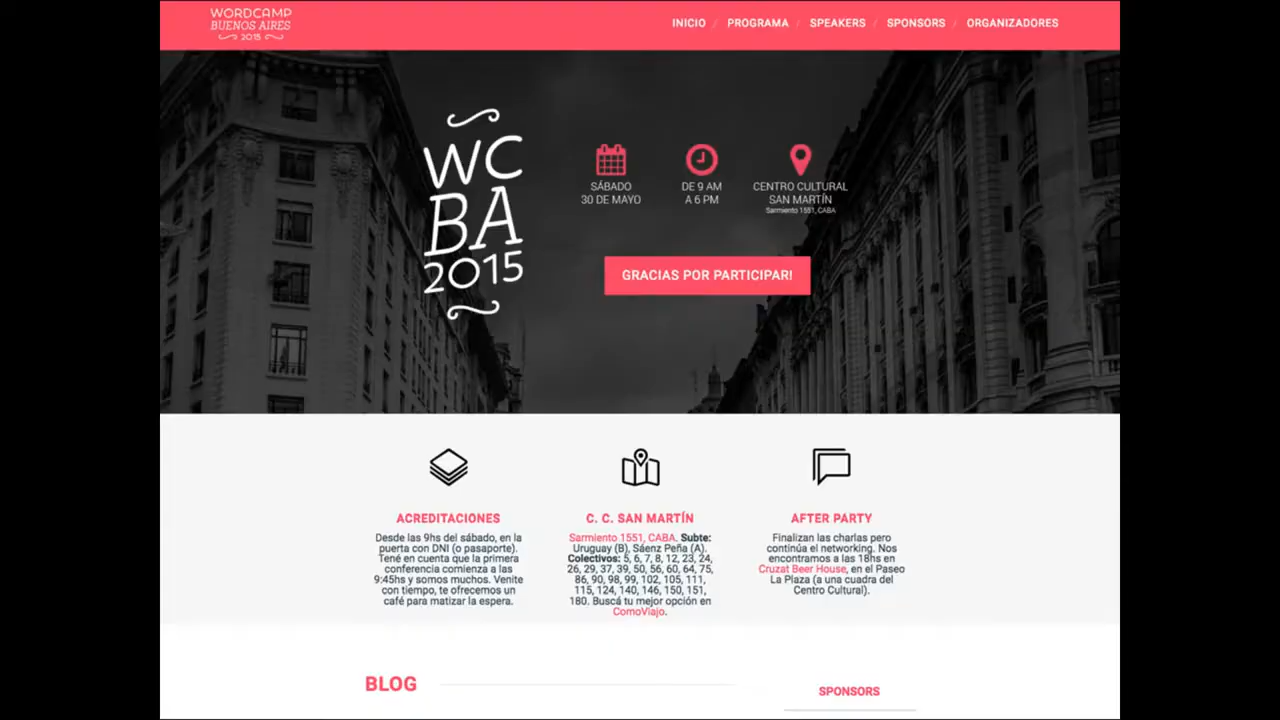 WORDCAMP
BUENOS AIRES
2015
INICIO / PROGRAMA / SPEAKERS / SPONSORS / ORGANIZADORES
WC
BA
2015
SÁBADO
30 DE MAYO
DE 9 AM
A 6 PM
CENTRO CULTURAL
SAN MARTÍN
Sarmiento 1551, CABA
GRACIAS POR PARTICIPAR!
ACREDITACIONES
Desde las 9hs del sábado, en la
puerta con DNI (o pasaporte).
Tené en cuenta que la primera
conferencia comienza a las
9:45hs y somos muchos. Venite
con tiempo, te ofrecemos un
café para matizar la espera.
C. C. SAN MARTÍN
Sarmiento 1551, CABA. Subte:
Uruguay (B), Sáenz Peña (A).
Colectivos: 5, 6, 7, 8, 12, 23, 24,
26, 29, 37, 39, 50, 56, 60, 64, 75,
86, 90, 98, 99, 102, 105, 111,
115, 124, 140, 146, 150, 151,
180. Buscá tu mejor opción en
ComoViajo.
AFTER PARTY
Finalizan las charlas pero
continúa el networking. Nos
encontramos a las 18hs en
Cruzat Beer House, en el Paseo
La Plaza (a una cuadra del
Centro Cultural).
BLOG
SPONSORS